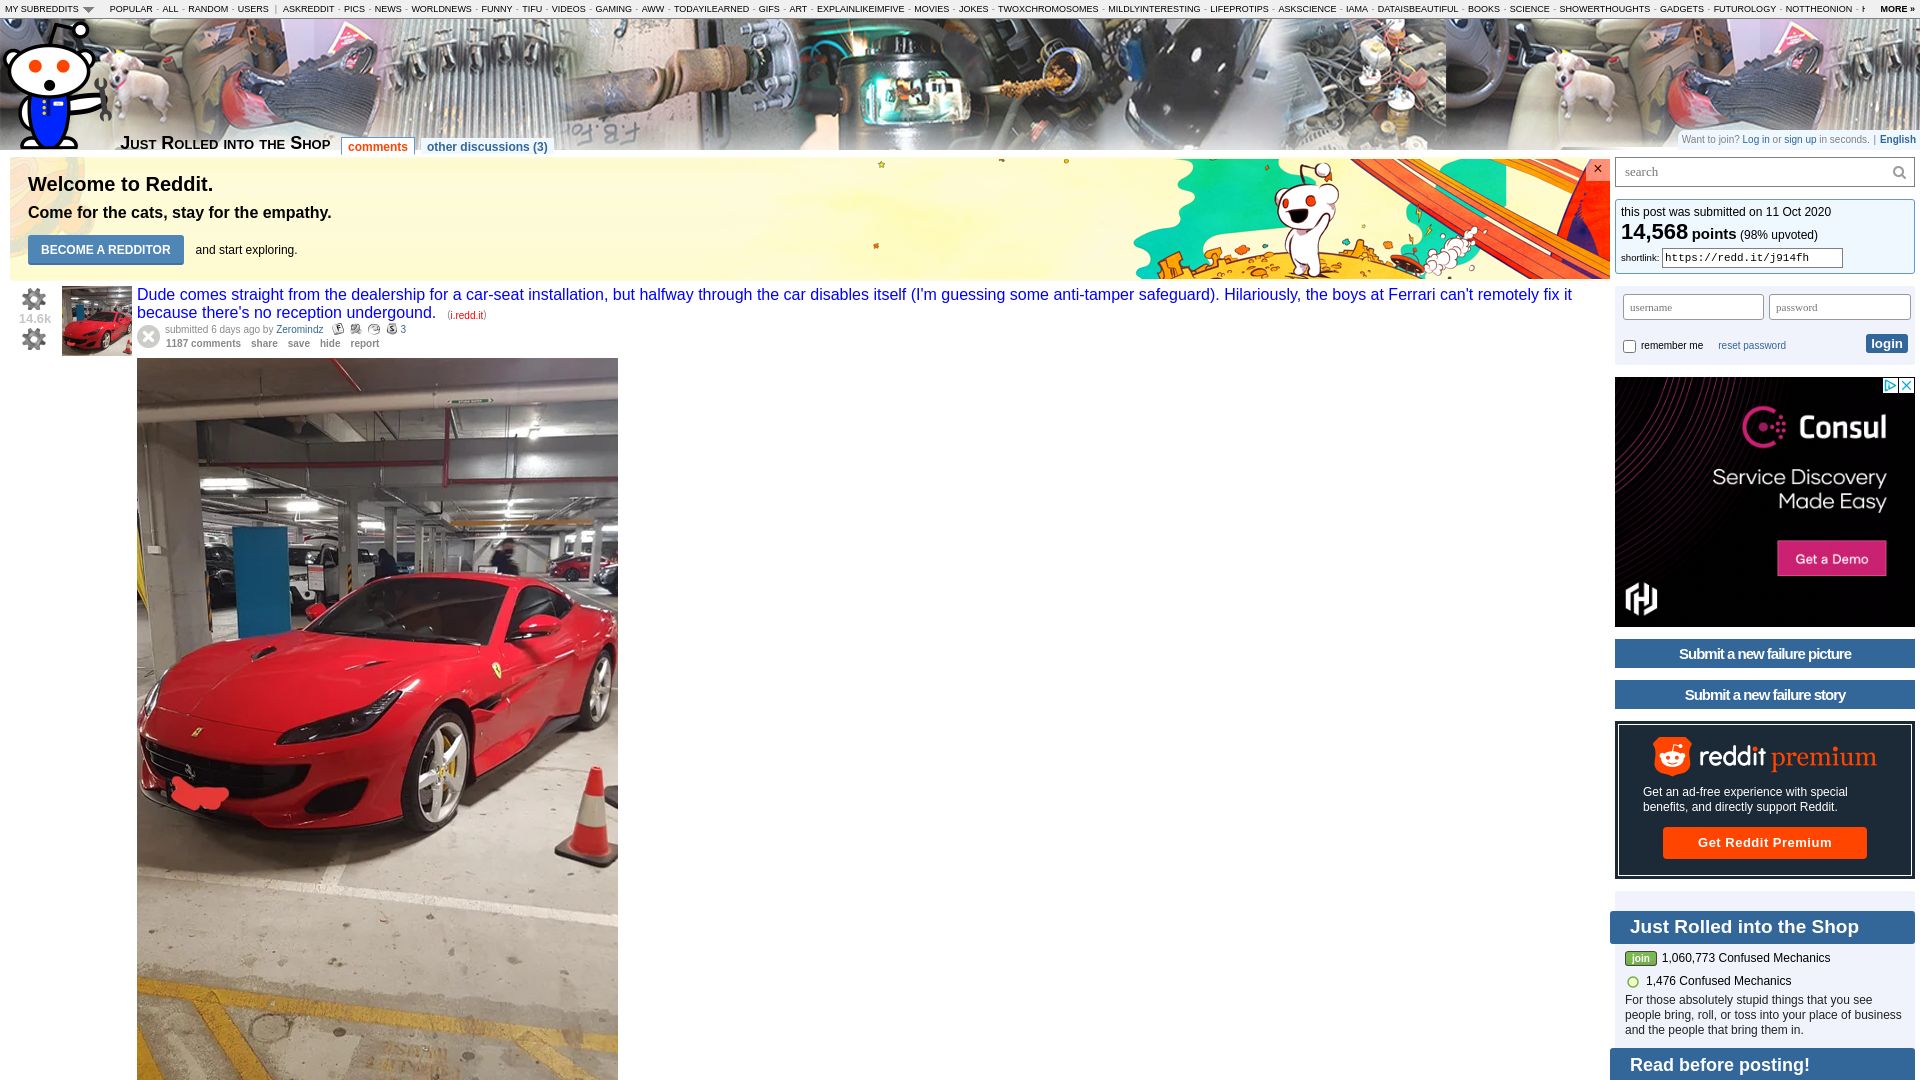 MY SUBREDDITS POPULAR - ALL - RANDOM - USERS | ASKREDDIT - PICS - NEWS - WORLDNEWS - FUNNY - TIFU - VIDEOS - GAMING - AWW - TODAYILEARNED - GIFS - ART - EXPLAINLIKEIMFIVE - MOVIES - JOKES - TWOXCHROMOSOMES - MILDLYINTERESTING - LIFEPROTIPS - ASKSCIENCE - IAMA - DATAISBEAUTIFUL - BOOKS - SCIENCE - SHOWERTHOUGHTS - GADGETS - FUTUROLOGY - NOTTHEONION - MORE »
Just Rolled into the Shop comments other discussions (3)
Want to join? Log in or sign up in seconds. | English
Welcome to Reddit.
Come for the cats, stay for the empathy.
BECOME A REDDITOR and start exploring.
×
14.6k
Dude comes straight from the dealership for a car-seat installation, but halfway through the car disables itself (I'm guessing some anti-tamper safeguard). Hilariously, the boys at Ferrari can't remotely fix it
because there's no reception undergound. (i.redd.it)
submitted 6 days ago by Zeromindz 3
1187 comments share save hide report
search
this post was submitted on 11 Oct 2020
14,568 points (98% upvoted)
shortlink: https://redd.it/j914fh
username password
remember me reset password login
Consul
Service Discovery
Made Easy
Get a Demo
Submit a new failure picture
Submit a new failure story
reddit premium
Get an ad-free experience with special
benefits, and directly support Reddit.
Get Reddit Premium
Just Rolled into the Shop
join 1,060,773 Confused Mechanics
1,476 Confused Mechanics
For those absolutely stupid things that you see
people bring, roll, or toss into your place of business
and the people that bring them in.
Read before posting!